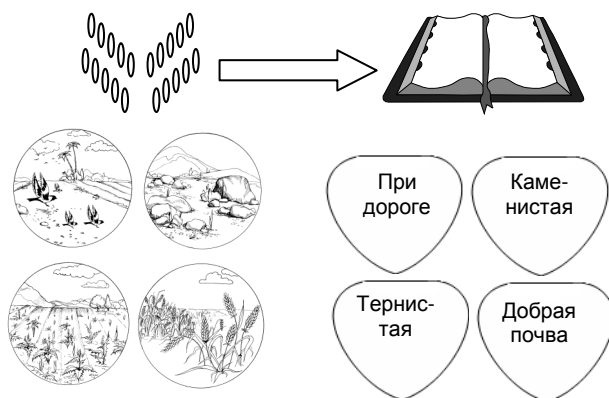 При
дороге
Каме-
нистая
Тернис-
тая
Добрая
почва